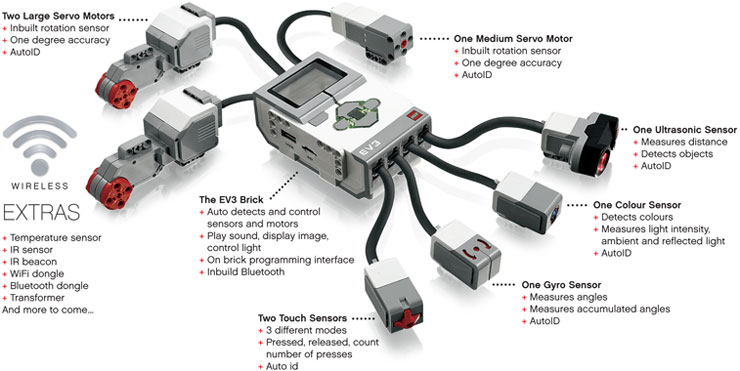 Two Large Servo Motors
+ Inbuilt rotation sensor
+ One degree accuracy
+ AutoID
One Medium Servo Motor
+ Inbuilt rotation sensor
+ One degree accuracy
+ AutoID
One Ultrasonic Sensor
+ Measures distance
+ Detects objects
+ AutoID
EV3
WIRELESS
EXTRAS
+ Temperature sensor
+ IR sensor
+ IR beacon
+ WiFi dongle
+ Bluetooth dongle
+ Transformer
And more to come...
The EV3 Brick
+ Auto detects and control
sensors and motors
+ Play sound, display image,
control light
+ On brick programming interface
+ Inbuild Bluetooth
One Colour Sensor
+ Detects colours
+ Measures light intensity,
ambient and reflected light
+ AutoID
One Gyro Sensor
+ Measures angles
+ Measures accumulated angles
+ AutoID
Two Touch Sensors
+ 3 different modes
+ Pressed, released, count
number of presses
+ Auto id